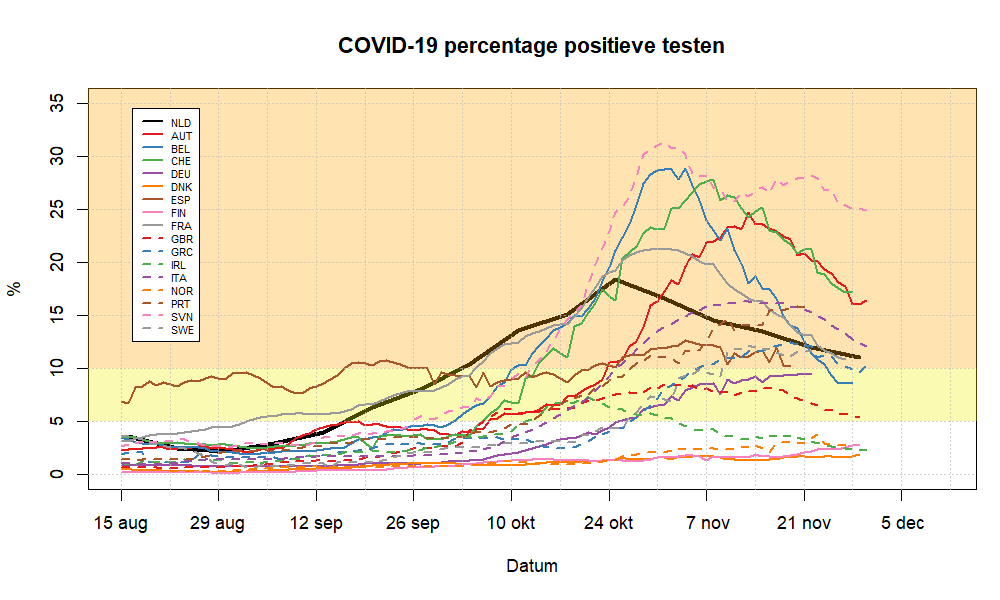 COVID-19 percentage positieve testen
%
35
30
25
20
15
10
5
0
NLD
AUT
BEL
CHE
DEU
DNK
ESP
FIN
FRA
GBR
GRC
IRL
ITA
NOR
PRT
SVN
SWE
15 aug 29 aug 12 sep 26 sep 10 okt 24 okt 7 nov 21 nov 5 dec
Datum